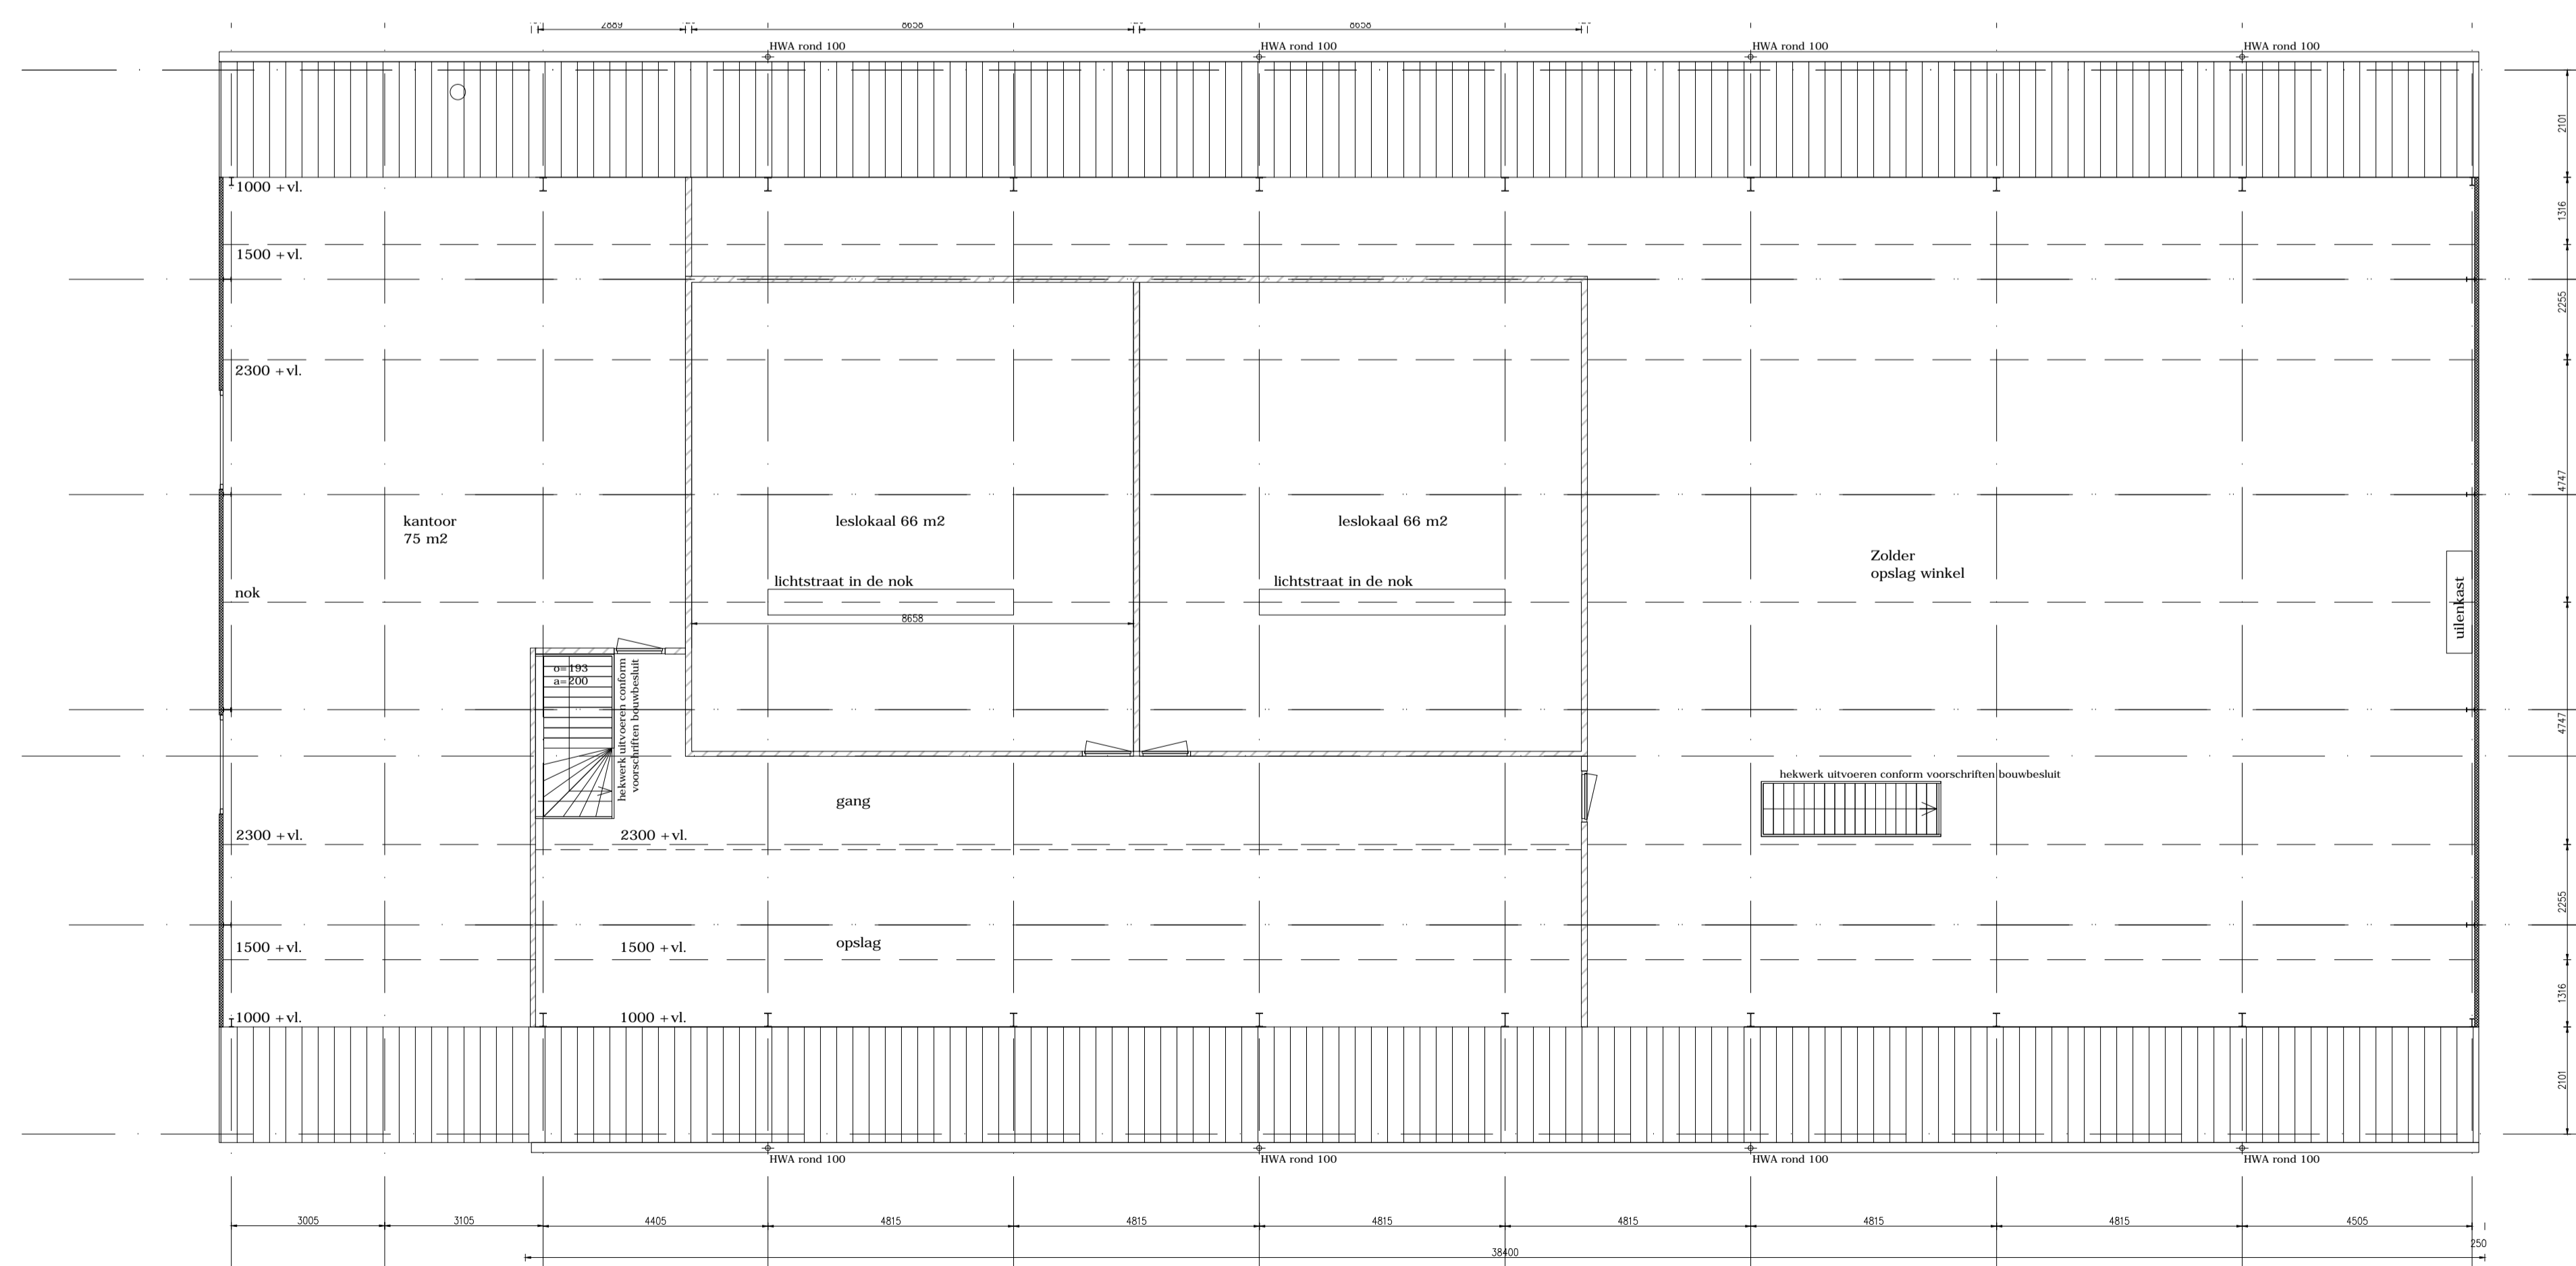 2889
8658
8658
HWA rond 100
HWA rond 100
HWA rond 100
HWA rond 100
2101
1000 +vl.
1316
1500 +vl.
2255
2300 +vl.
4747
kantoor
75 m2
leslokaal 66 m2
leslokaal 66 m2
Zolder
opslag winkel
nok
lichtstraat in de nok
lichtstraat in de nok
uilenkast
8658
o=193
a=200
hekwerk uitvoeren conform
voorschriften bouwbesluit
4747
hekwerk uitvoeren conform voorschriften bouwbesluit
gang
2300 +vl.
2300 +vl.
2255
1500 +vl.
1500 +vl.
opslag
1316
1000 +vl.
1000 +vl.
2101
HWA rond 100
HWA rond 100
HWA rond 100
HWA rond 100
3005
3105
4405
4815
4815
4815
4815
4815
4815
4505
38400
250